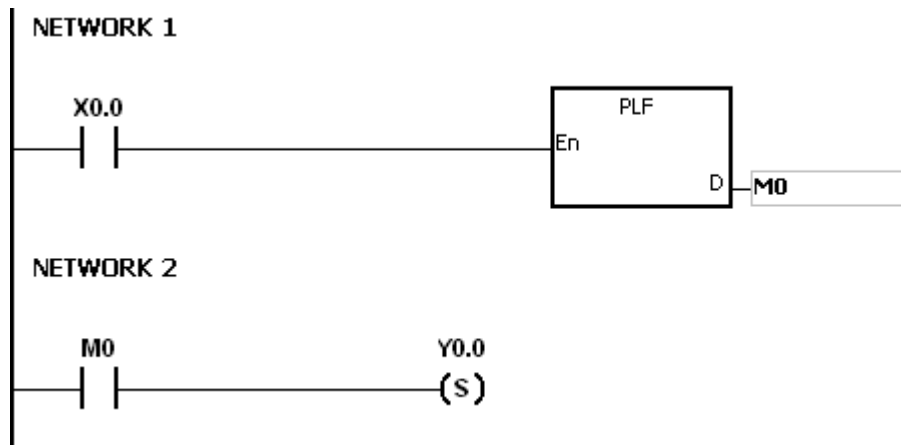 NETWORK 1
X0.0
PLF
En
D
M0
NETWORK 2
M0
Y0.0
(S)